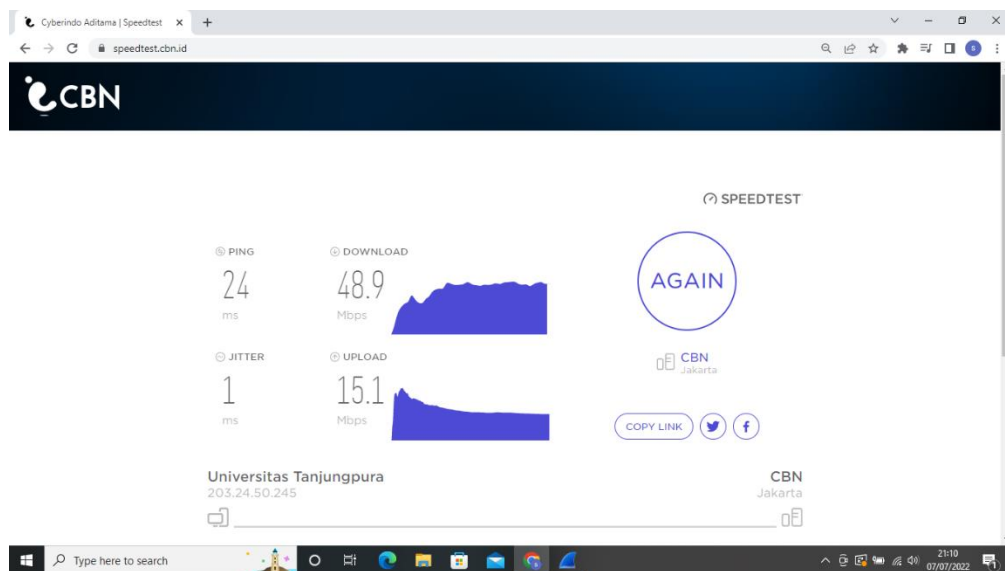 Cyberindo Aditama | Speedtest
speedtest.cbn.id
S
CBN
SPEEDTEST
PING
24
ms
DOWNLOAD
48.9
Mbps
AGAIN
JITTER
1
ms
UPLOAD
15.1
Mbps
CBN
Jakarta
COPY LINK
Universitas Tanjungpura
203.24.50.245
CBN
Jakarta
Type here to search
21:10
07/07/2022